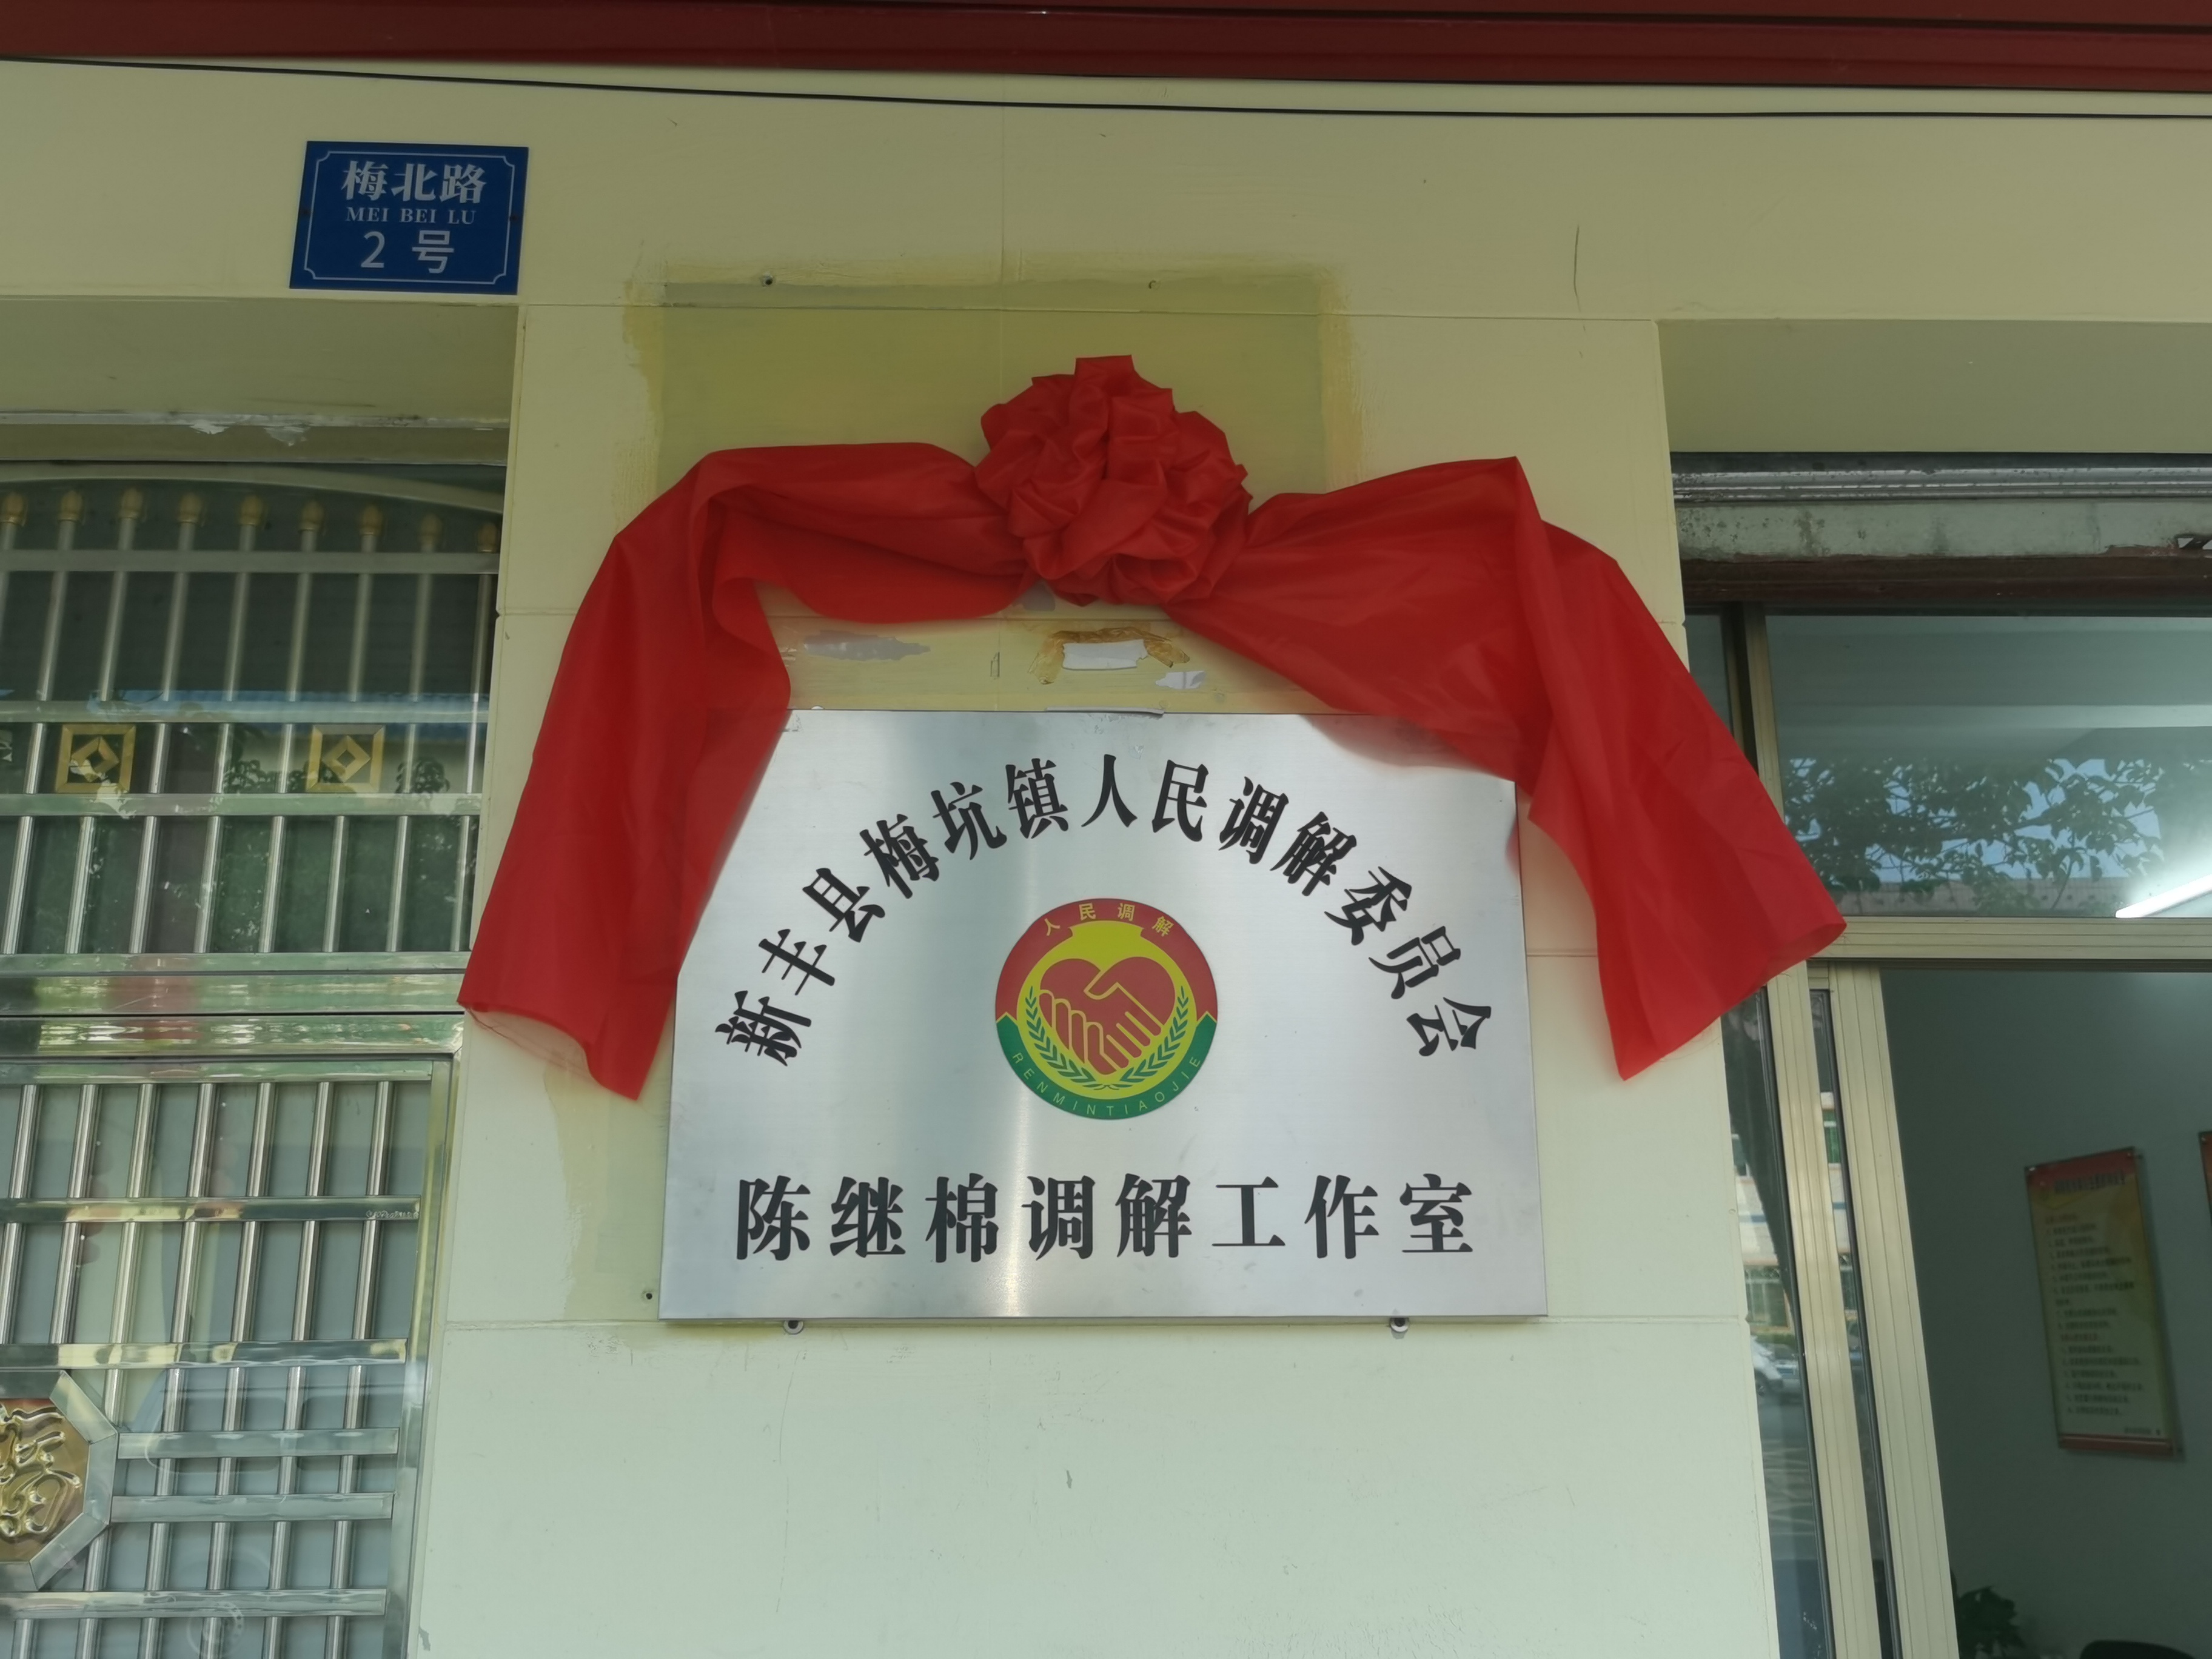 梅北路
MEI BEI LU
2 号
新丰县梅坑镇人民调解委员会
人民调解
RENMINTIAOJIE
陈继棉调解工作室